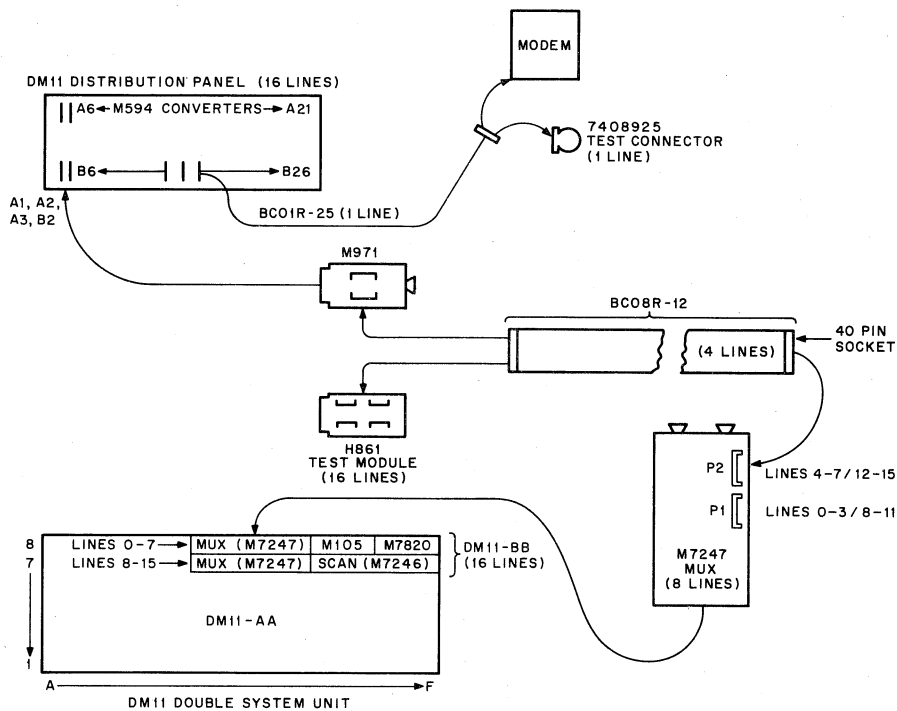 MODEM
DM11 DISTRIBUTION PANEL (16 LINES)
A6 M594 CONVERTERS A21
7408925
TEST CONNECTOR
(1 LINE)
B6 B26
A1, A2,
A3, B2
BC01R-25 (1 LINE)
M971
BC08R-12
(4 LINES)
40 PIN
SOCKET
H861
TEST MODULE
(16 LINES)
P2
LINES 4-7/12-15
P1
LINES 0-3/8-11
M7247
MUX
(8 LINES)
8 LINES 0-7 MUX (M7247) M105 M7820
7 LINES 8-15 MUX (M7247) SCAN (M7246)
DM11-BB
(16 LINES)
DM11-AA
1
A F
DM11 DOUBLE SYSTEM UNIT